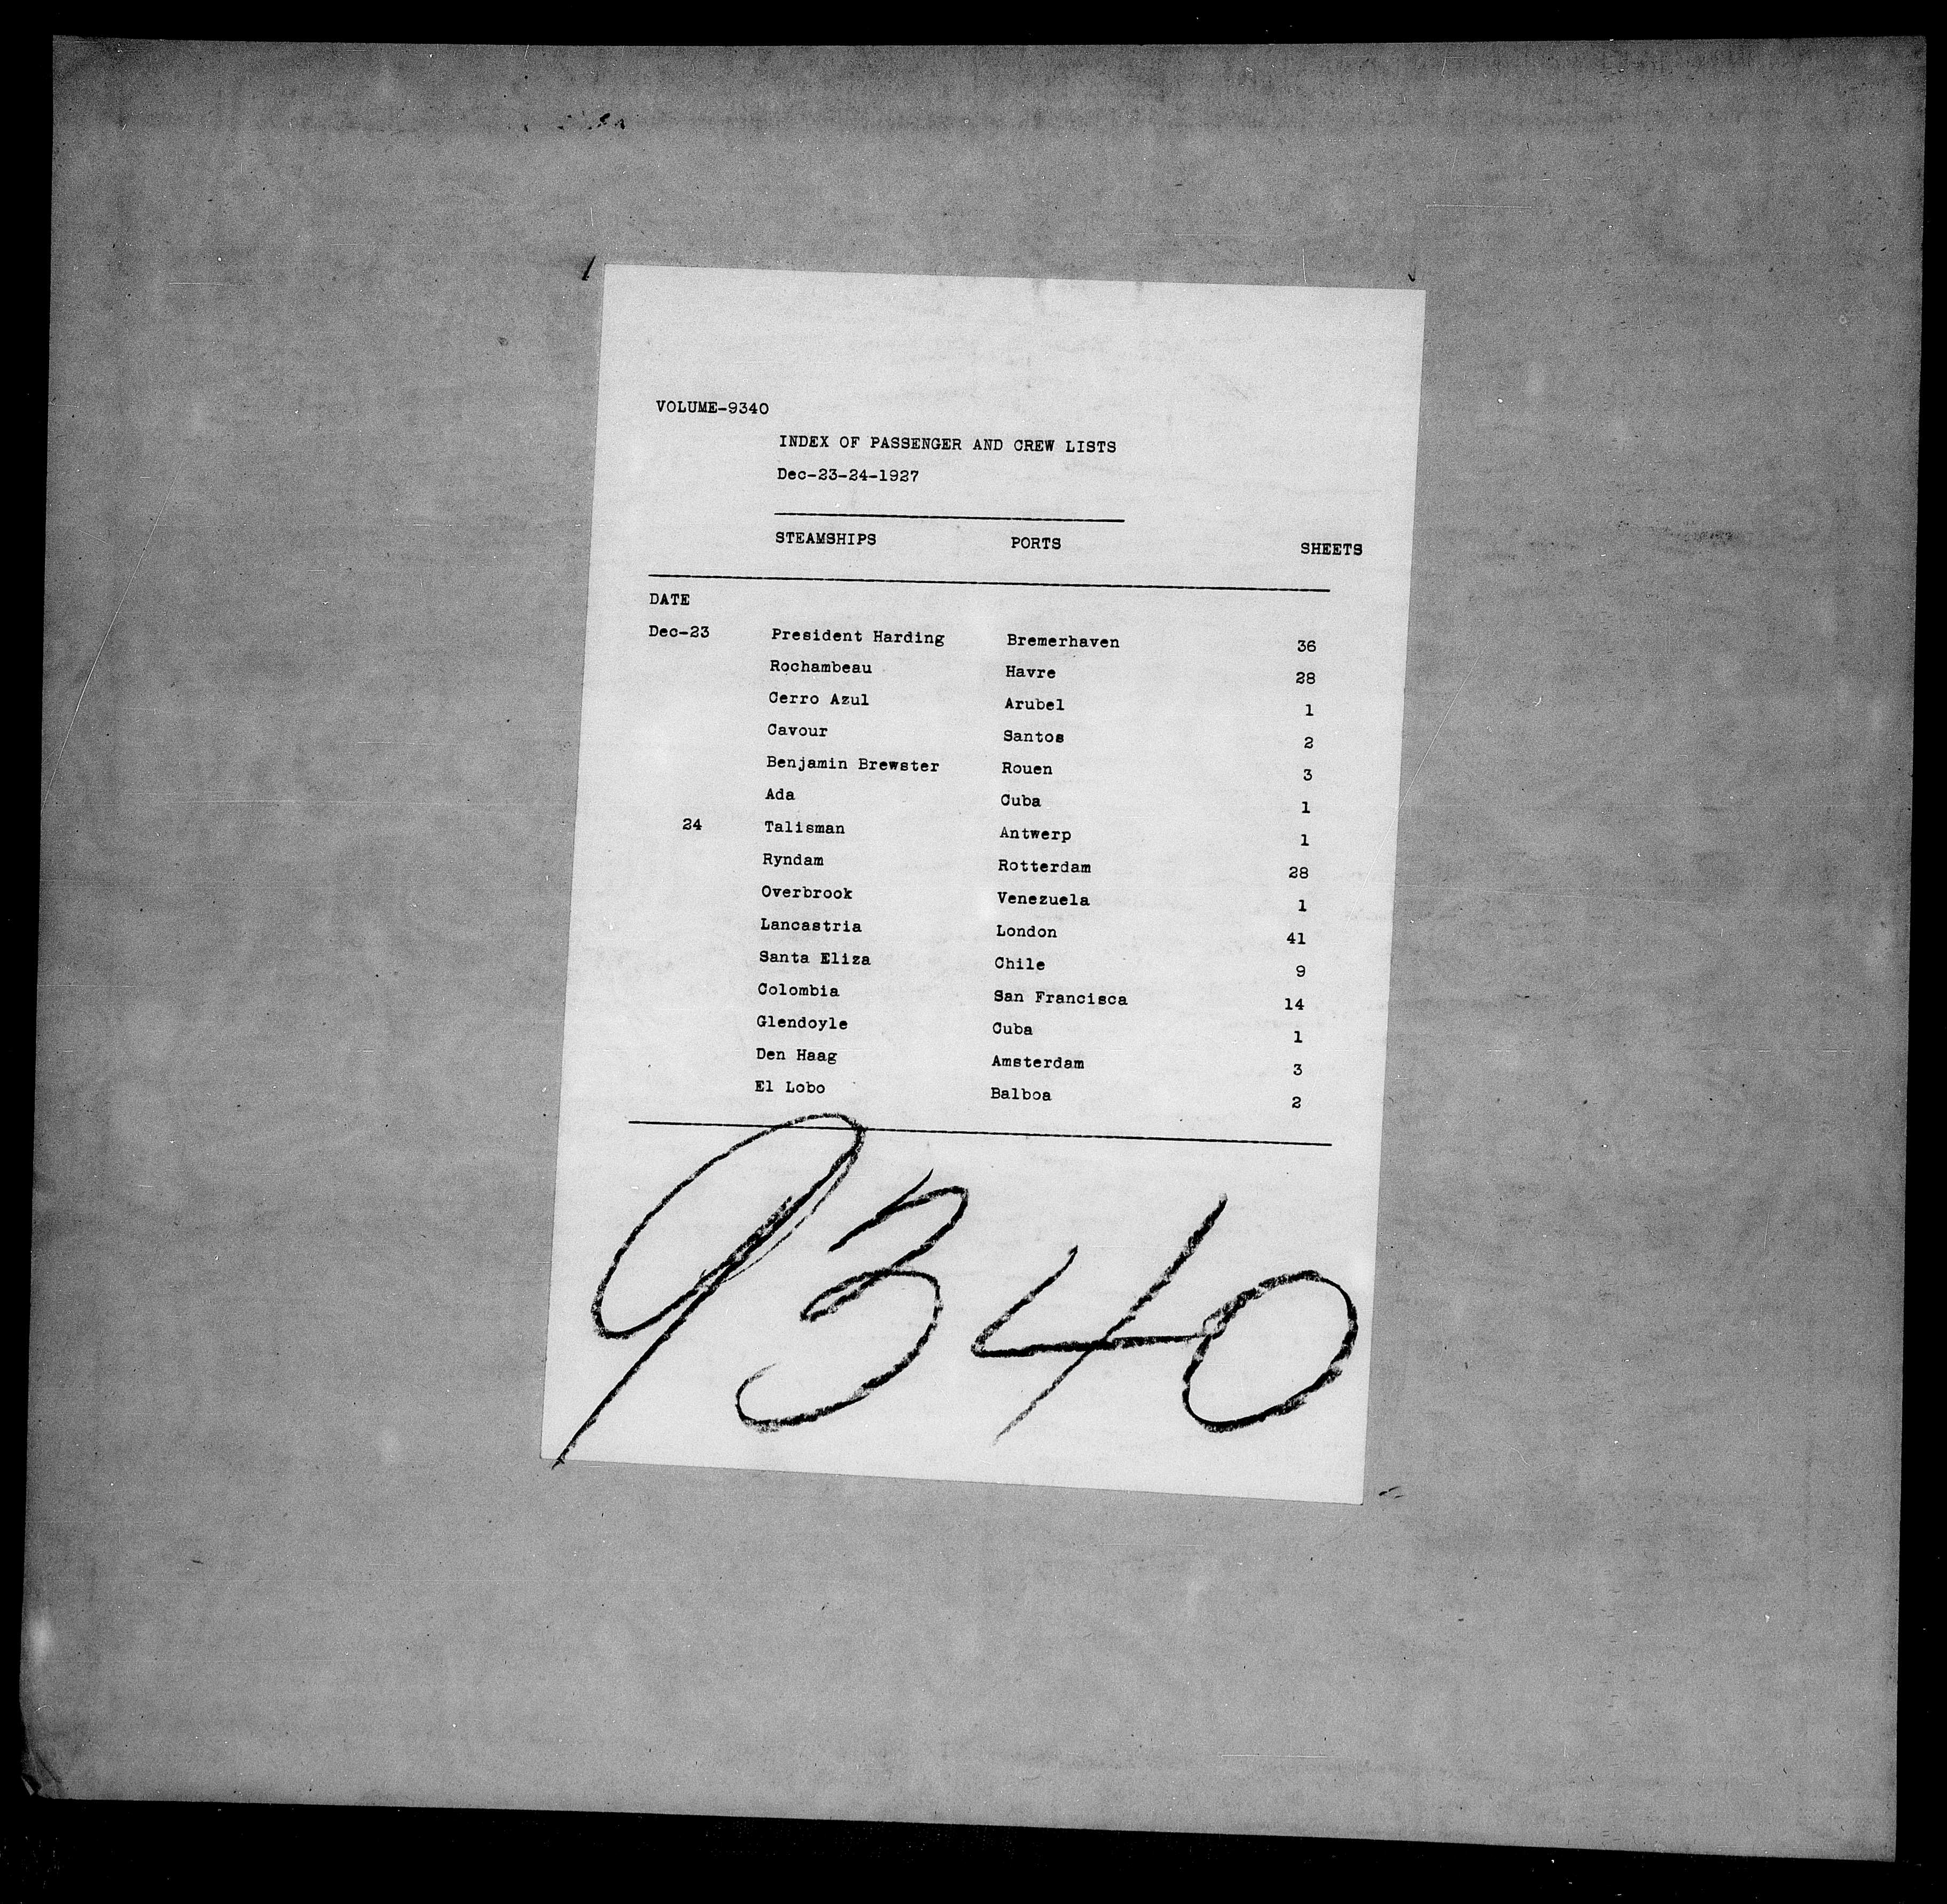 VOLUME-9340
INDEX OF PASSENGER AND CREW LISTS
Dec-23-24-1927
STEAMSHIPS PORTS SHEETS
DATE
Dec-23 President Harding Bremerhaven 36
Rochambeau Havre 28
Cerro Azul Arubel 1
Cavour Santos 2
Benjamin Brewster Rouen 3
Ada Cuba 1
24 Talisman Antwerp 1
Ryndam Rotterdam 28
Overbrook Venezuela 1
Lancastria London 41
Santa Eliza Chile 9
Colombia San Francisca 14
Glendoyle Cuba 1
Den Haag Amsterdam 3
El Lobo Balboa 2
9340